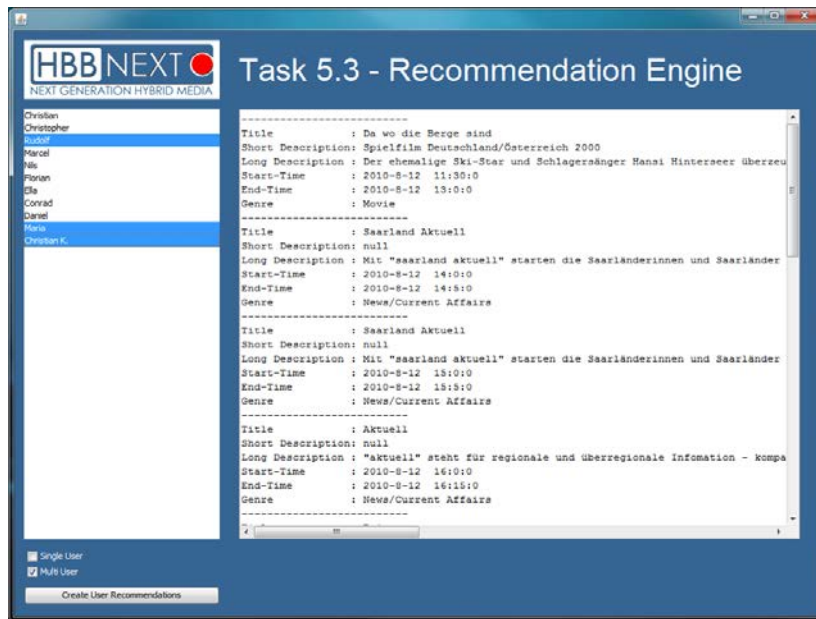 HBB NEXT
NEXT GENERATION HYBRID MEDIA
Task 5.3 - Recommendation Engine
Christian
Christopher
Rudolf
Marcel
Nils
Florian
Ella
Conrad
Daniel
Maria
Christian K.
--------------------------
Title : Da wo die Berge sind
Short Description: Spielfilm Deutschland/Österreich 2000
Long Description : Der ehemalige Ski-Star und Schlagersänger Hansi Hinterseer überzeu
Start-Time : 2010-8-12 11:30:0
End-Time : 2010-8-12 13:0:0
Genre : Movie
--------------------------
Title : Saarland Aktuell
Short Description: null
Long Description : Mit "saarland aktuell" starten die Saarländerinnen und Saarländer
Start-Time : 2010-8-12 14:0:0
End-Time : 2010-8-12 14:5:0
Genre : News/Current Affairs
--------------------------
Title : Saarland Aktuell
Short Description: null
Long Description : Mit "saarland aktuell" starten die Saarländerinnen und Saarländer
Start-Time : 2010-8-12 15:0:0
End-Time : 2010-8-12 15:5:0
Genre : News/Current Affairs
--------------------------
Title : Aktuell
Short Description: null
Long Description : "aktuell" steht für regionale und überregionale Infomation - kompa
Start-Time : 2010-8-12 16:0:0
End-Time : 2010-8-12 16:15:0
Genre : News/Current Affairs
--------------------------
Single User
Multi User
Create User Recommendations